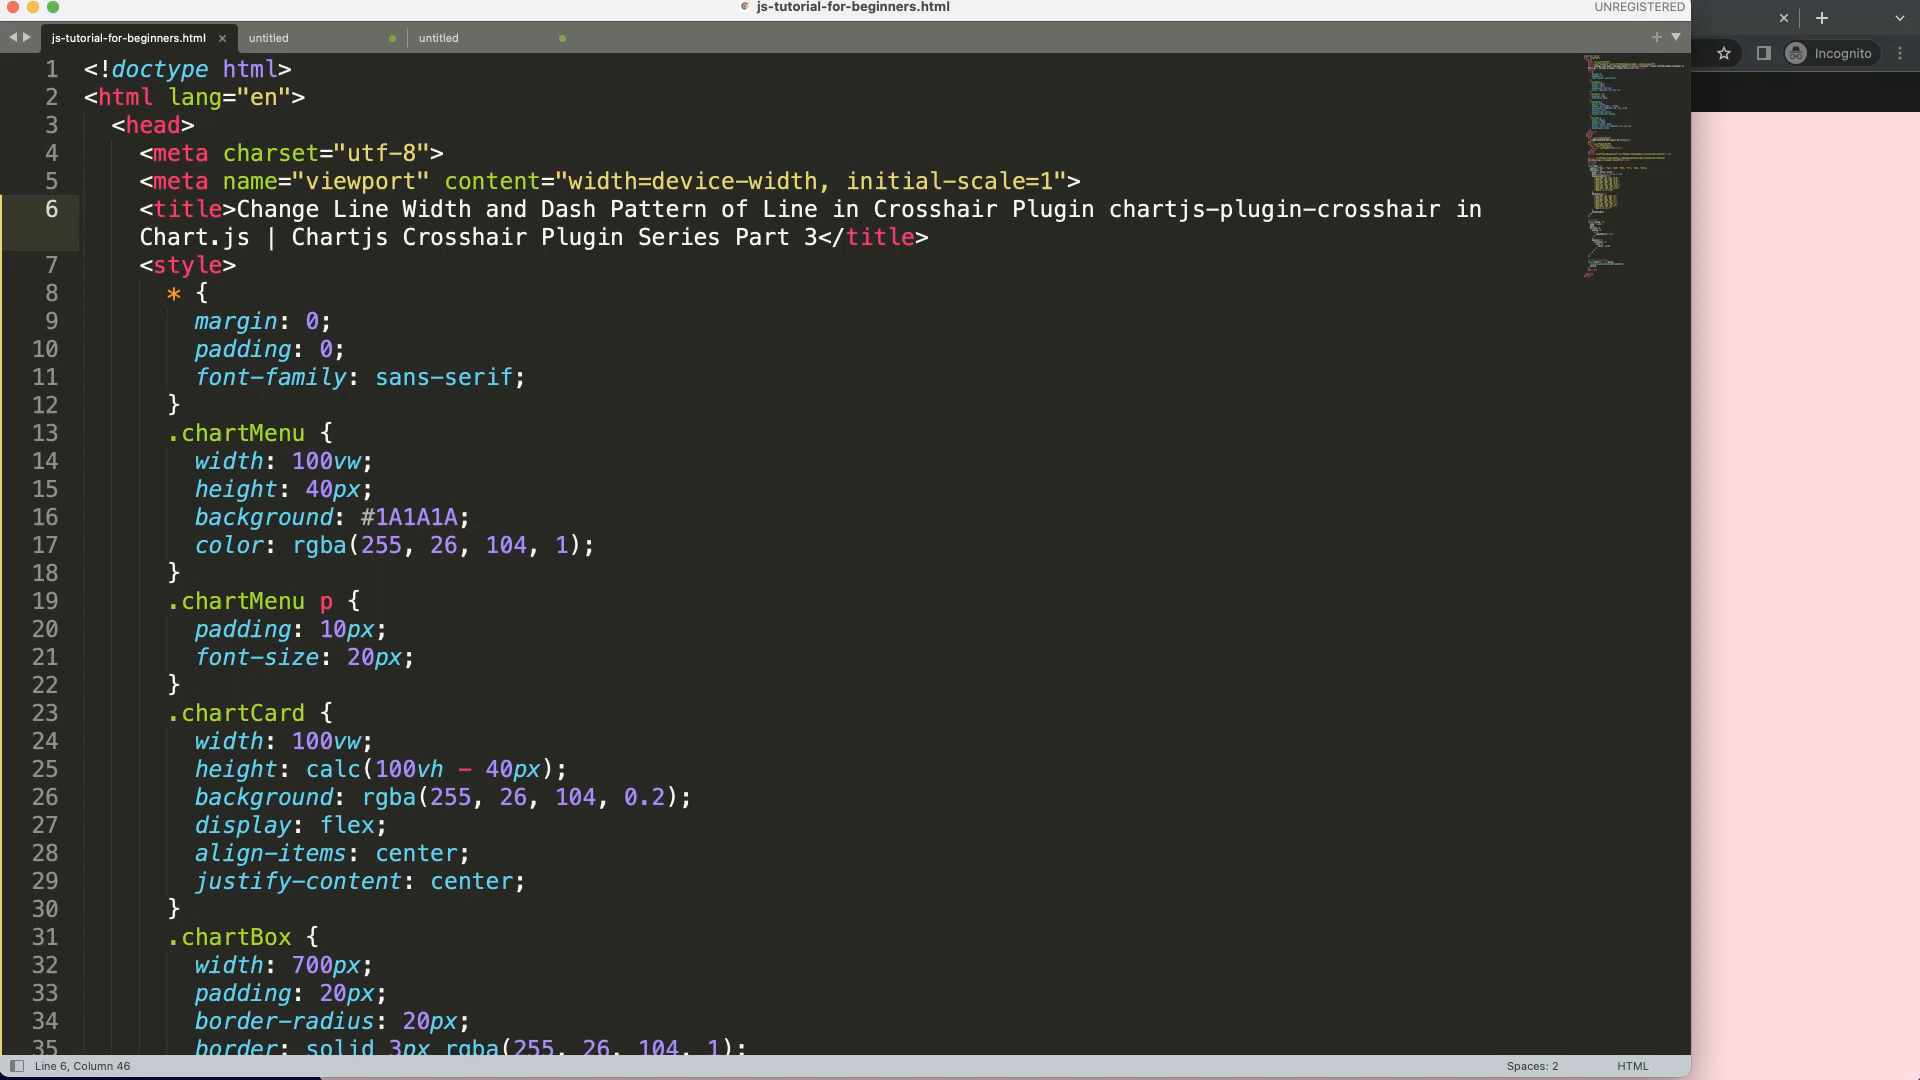 js-tutorial-for-beginners.html
UNREGISTERED
js-tutorial-for-beginners.html
untitled
untitled
Incognito
1 <!doctype html>
2 <html lang="en">
3 <head>
4 <meta charset="utf-8">
5 <meta name="viewport" content="width=device-width, initial-scale=1">
6 <title>Change Line Width and Dash Pattern of Line in Crosshair Plugin chartjs-plugin-crosshair in
Chart.js | Chartjs Crosshair Plugin Series Part 3</title>
7 <style>
8 * {
9 margin: 0;
10 padding: 0;
11 font-family: sans-serif;
12 }
13 .chartMenu {
14 width: 100vw;
15 height: 40px;
16 background: #1A1A1A;
17 color: rgba(255, 26, 104, 1);
18 }
19 .chartMenu p {
20 padding: 10px;
21 font-size: 20px;
22 }
23 .chartCard {
24 width: 100vw;
25 height: calc(100vh - 40px);
26 background: rgba(255, 26, 104, 0.2);
27 display: flex;
28 align-items: center;
29 justify-content: center;
30 }
31 .chartBox {
32 width: 700px;
33 padding: 20px;
34 border-radius: 20px;
35 border: solid 3px rgba(255, 26, 104, 1);
Line 6, Column 46
Spaces: 2
HTML